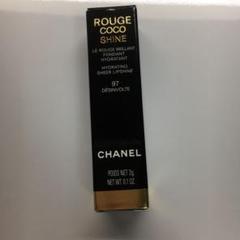 ROUGE
COCO
SHINE
LE ROUGE BRILLANT
FONDANT
HYDRATANT
HYDRATING
SHEER LIPSHINE
97
DÉSINVOLTE
CHANEL
POIDS NET 3g
NET WT. 0.1 OZ.